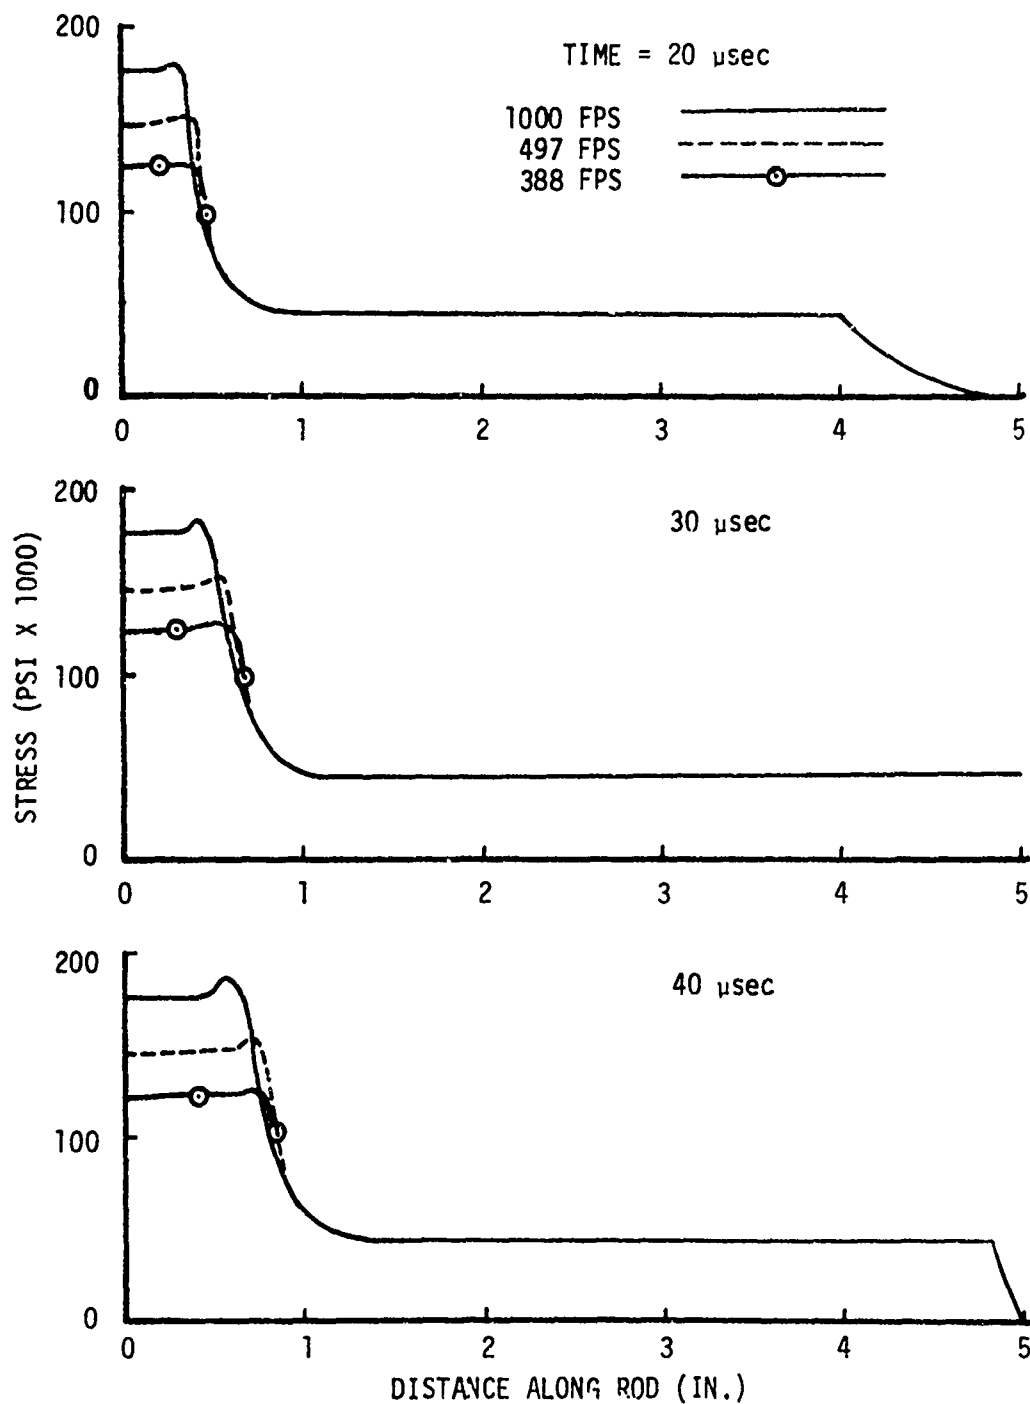 200
TIME = 20 µsec
1000 FPS
497 FPS
388 FPS
100
0
0 1 2 3 4 5
200
30 µsec
STRESS (PSI X 1000)
100
0
0 1 2 3 4 5
200
40 µsec
100
0
0 1 2 3 4 5
DISTANCE ALONG ROD (IN.)